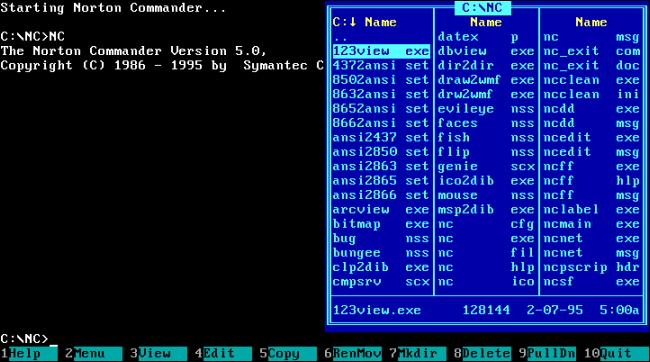 Starting Norton Commander...
C:\NC>NC
The Norton Commander Version 5.0,
Copyright (C) 1986 - 1995 by  Symantec C
C:\NC
C:↓ Name Name Name
.. datex p nc msg
123view exe dbview exe nc_exit com
4372ansi set dir2dir exe nc_exit doc
8502ansi set draw2wmf exe ncclean exe
8632ansi set drw2wmf exe ncclean ini
8652ansi set evileye nss ncdd exe
8662ansi set faces nss ncdd msg
ansi2437 set fish nss ncedit exe
ansi2850 set flip nss ncedit msg
ansi2863 set genie scx ncff exe
ansi2865 set ico2dib exe ncff hlp
ansi2866 set mouse nss ncff msg
arcview exe msp2dib exe nclabel exe
bitmap exe nc cfg ncmain exe
bug nss nc exe ncnet exe
bungee nss nc fil ncnet msg
clp2dib exe nc hlp ncpscrip hdr
cmpsrv scx nc ico ncsf exe
123view.exe 128144 2-07-95 5:00a
C:\NC>_
1Help 2Menu 3View 4Edit 5Copy 6RenMov 7Mkdir 8Delete 9PullDn 10Quit